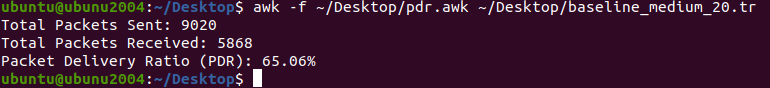 ubuntu@ubunu2004:~/Desktop$ awk -f ~/Desktop/pdr.awk ~/Desktop/baseline_medium_20.tr
Total Packets Sent: 9020
Total Packets Received: 5868
Packet Delivery Ratio (PDR): 65.06%
ubuntu@ubunu2004:~/Desktop$